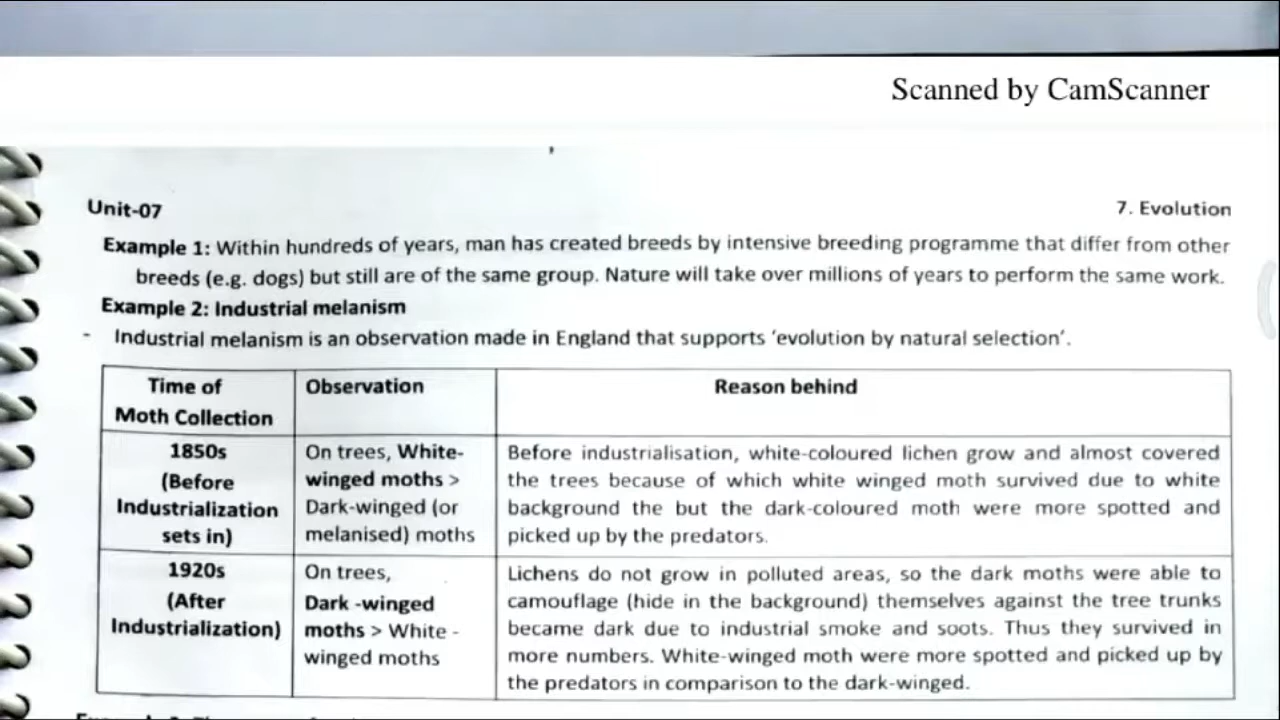 Scanned by CamScanner
Unit-07
7. Evolution
Example 1: Within hundreds of years, man has created breeds by intensive breeding programme that differ from other
breeds (e.g. dogs) but still are of the same group. Nature will take over millions of years to perform the same work.
Example 2: Industrial melanism
- Industrial melanism is an observation made in England that supports 'evolution by natural selection'.
Time of
Moth Collection
Observation
Reason behind
1850s
(Before
Industrialization
sets in)
On trees, White-
winged moths >
Dark-winged (or
melanised) moths
Before industrialisation, white-coloured lichen grow and almost covered
the trees because of which white winged moth survived due to white
background the but the dark-coloured moth were more spotted and
picked up by the predators.
1920s
(After
Industrialization)
On trees,
Dark -winged
moths > White -
winged moths
Lichens do not grow in polluted areas, so the dark moths were able to
camouflage (hide in the background) themselves against the tree trunks
became dark due to industrial smoke and soots. Thus they survived in
more numbers. White-winged moth were more spotted and picked up by
the predators in comparison to the dark-winged.